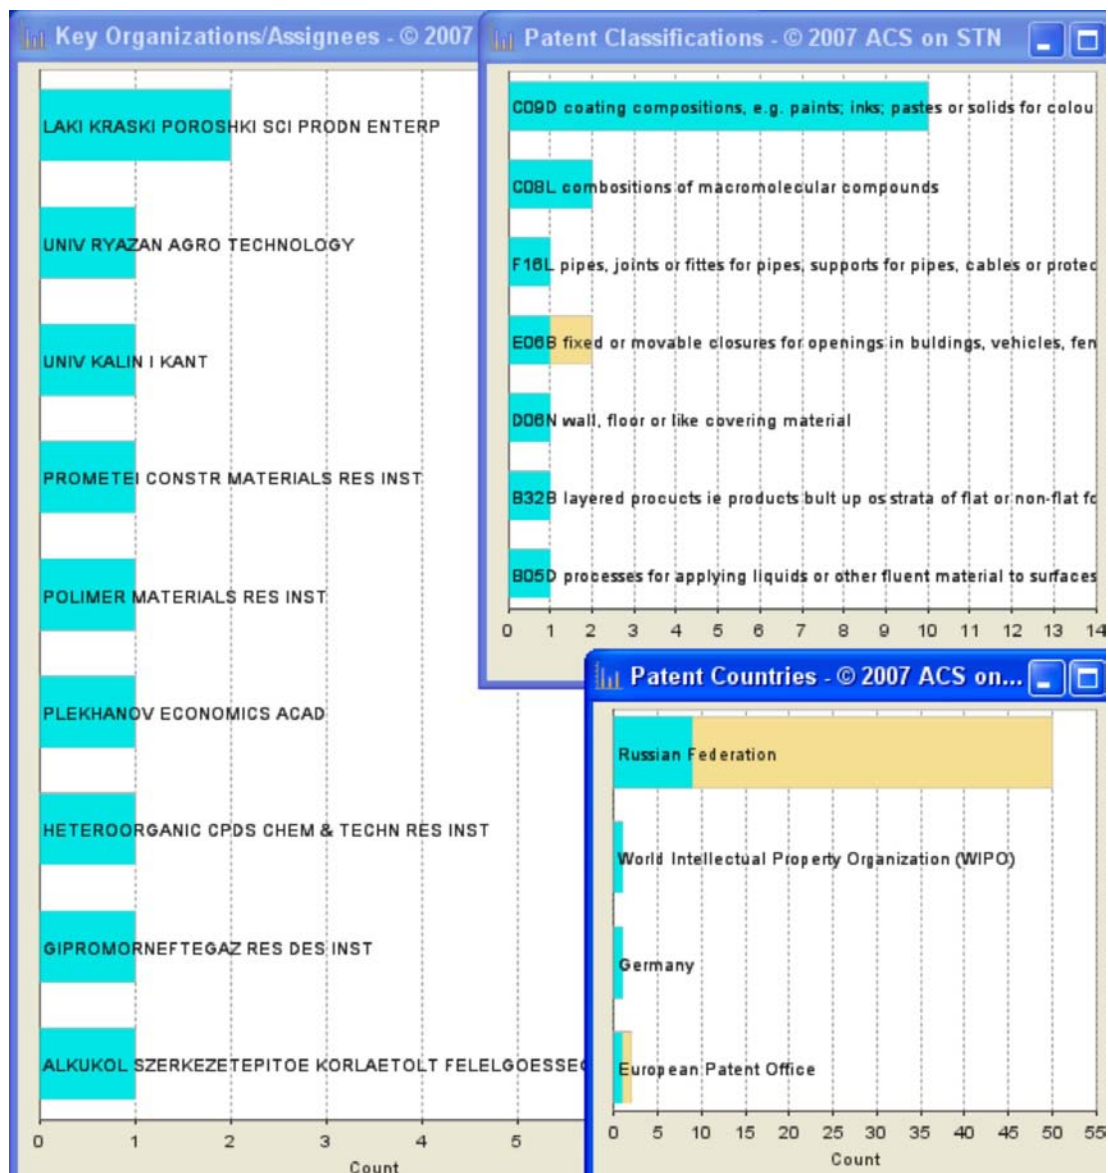 Key Organizations/Assignees - © 2007
LAKI KRASKI POROSHKI SCI PRODN ENTERP
UNIV RYAZAN AGRO TECHNOLOGY
UNIV KALIN I KANT
PROMETEI CONSTR MATERIALS RES INST
POLIMER MATERIALS RES INST
PLEKHANOV ECONOMICS ACAD
HETEROORGANIC CPDS CHEM & TECHN RES INST
GIPROMORNEFTEGAZ RES DES INST
ALKUKOL SZERKEZETEPITOE KORLAETOLT FELELGOESSEG
0 1 2 3 4 5
Count
Patent Classifications - © 2007 ACS on STN
C09D coating compositions, e.g. paints; inks; pastes or solids for colou
C08L combositions of macromolecular compounds
F16L pipes, joints or fittes for pipes, supports for pipes, cables or protec
E06B fixed or movable closures for openings in buldings, vehicles, fen
D06N wall, floor or like covering material
B32B layered procucts ie products bult up os strata of flat or non-flat fo
B05D processes for applying liquids or other fluent material to surfaces
0 1 2 3 4 5 6 7 8 9 10 11 12 13 14
Patent Countries - © 2007 ACS on...
Russian Federation
World Intellectual Property Organization (WIPO)
Germany
European Patent Office
0 5 10 15 20 25 30 35 40 45 50 55
Count